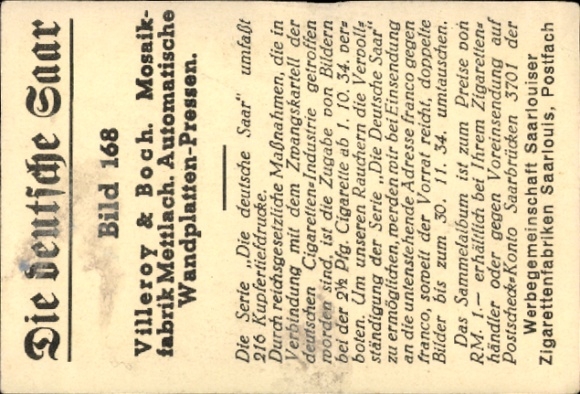 Die deutsche Saar
Bild 168
Villeroy & Boch. Mosaik-
fabrik Mettlach. Automatische
Wandplatten-Pressen.
Die Serie „Die deutsche Saar“ umfaßt
216 Kupfertiefdrucke.
Durch reichsgesetzliche Maßnahmen, die in
Verbindung mit dem Zwangskartell der
deutschen Cigaretten-Industrie getroffen
worden sind, ist die Zugabe von Bildern
bei der 2½ Pfg. Cigarette ab 1. 10. 34. ver-
boten. Um unseren Rauchern die Vervoll-
ständigung der Serie „Die Deutsche Saar“
zu ermöglichen, werden wir bei Einsendung
an die untenstehende Adresse franco gegen
franco, soweit der Vorrat reicht, doppelte
Bilder bis zum 30. 11. 34. umtauschen.
Das Sammelalbum ist zum Preise von
RM. 1.— erhältlich bei Ihrem Zigaretten-
händler oder gegen Voreinsendung auf
Postscheck-Konto Saarbrücken 3701 der
Werbegemeinschaft Saarlouiser
Zigarettenfabriken Saarlouis, Postfach